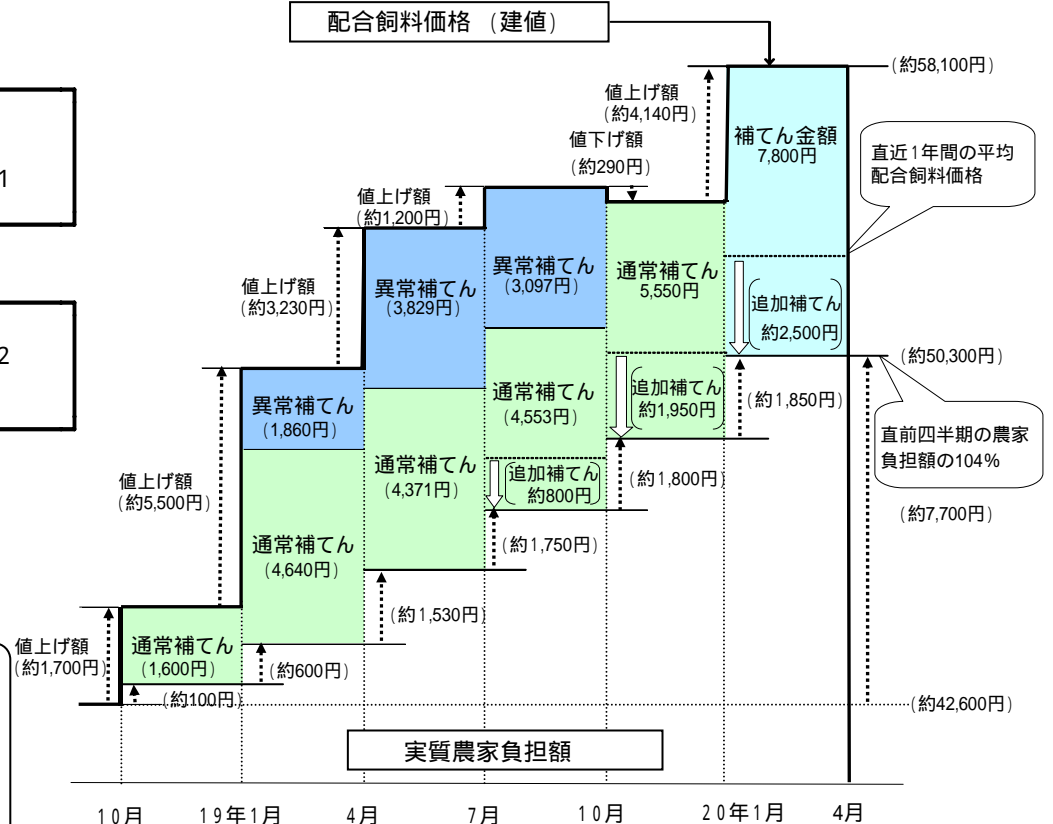 配合飼料価格 (建値)
(約58,100円)
値上げ額
(約4,140円)
値下げ額
(約290円)
補てん金額
7,800円
直近1年間の平均
配合飼料価格
1
値上げ額
(約1,200円)
異常補てん
(3,097円)
通常補てん
5,550円
値上げ額
(約3,230円)
異常補てん
(3,829円)
追加補てん
約2,500円
2
(約50,300円)
異常補てん
(1,860円)
通常補てん
(4,553円)
追加補てん
約1,950円
(約1,850円)
直前四半期の農家
負担額の104%
値上げ額
(約5,500円)
通常補てん
(4,371円)
追加補てん
約800円
(約1,800円)
(約7,700円)
通常補てん
(4,640円)
(約1,750円)
(約1,530円)
値上げ額
(約1,700円)
通常補てん
(1,600円)
(約600円)
(約100円)
(約42,600円)
実質農家負担額
10月
19年1月
4月
7月
10月
20年1月
4月